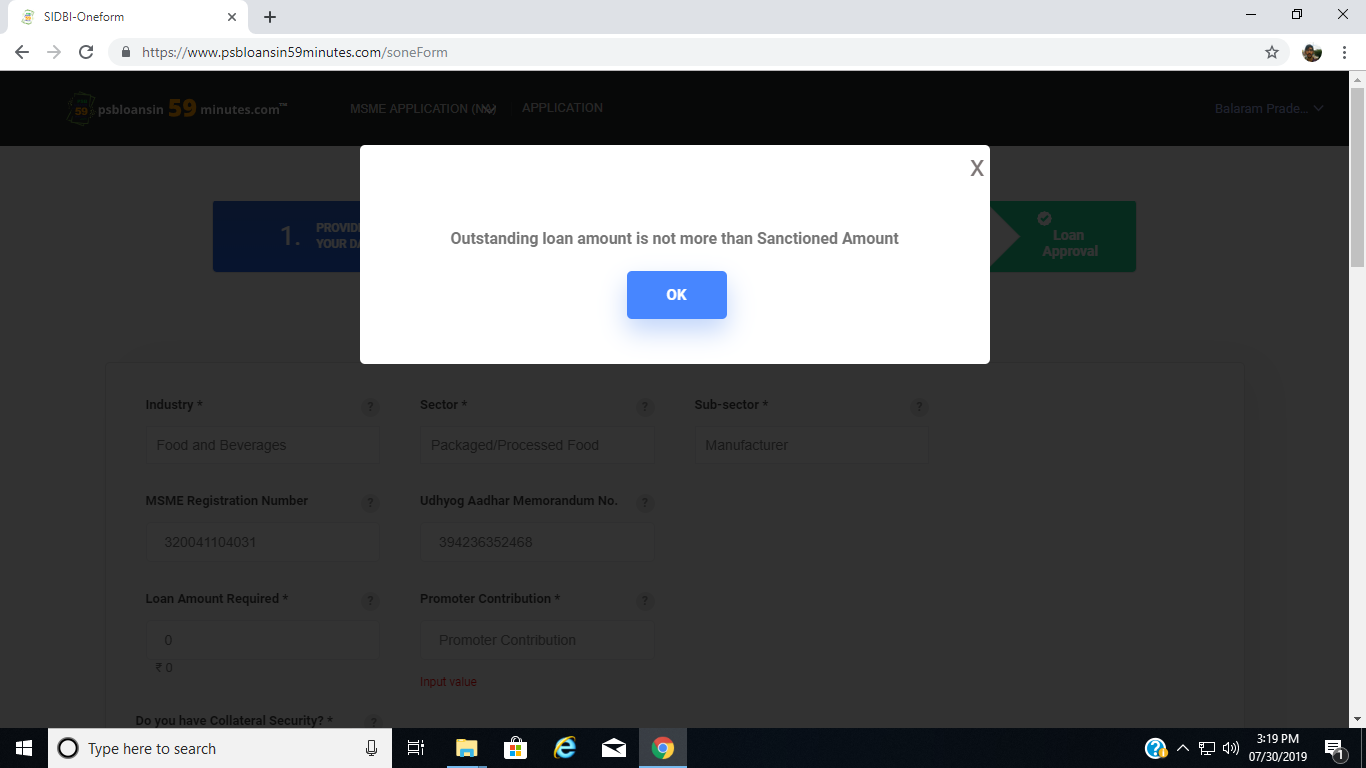 SIDBI-Oneform
https://www.psbloansin59minutes.com/soneForm
59 psbloansin 59 minutes.com™
MSME APPLICATION
APPLICATION
Balaram Prade...
X
1. PROVID
YOUR DA
Outstanding loan amount is not more than Sanctioned Amount
OK
Loan
Approval
Industry * ?
Sector * ?
Sub-sector * ?
Food and Beverages
Packaged/Processed Food
Manufacturer
MSME Registration Number ?
Udhyog Aadhar Memorandum No. ?
320041104031
394236352468
Loan Amount Required * ?
Promoter Contribution * ?
0
Promoter Contribution
₹ 0
Input value
Do you have Collateral Security? * ?
Type here to search
3:19 PM
07/30/2019
1